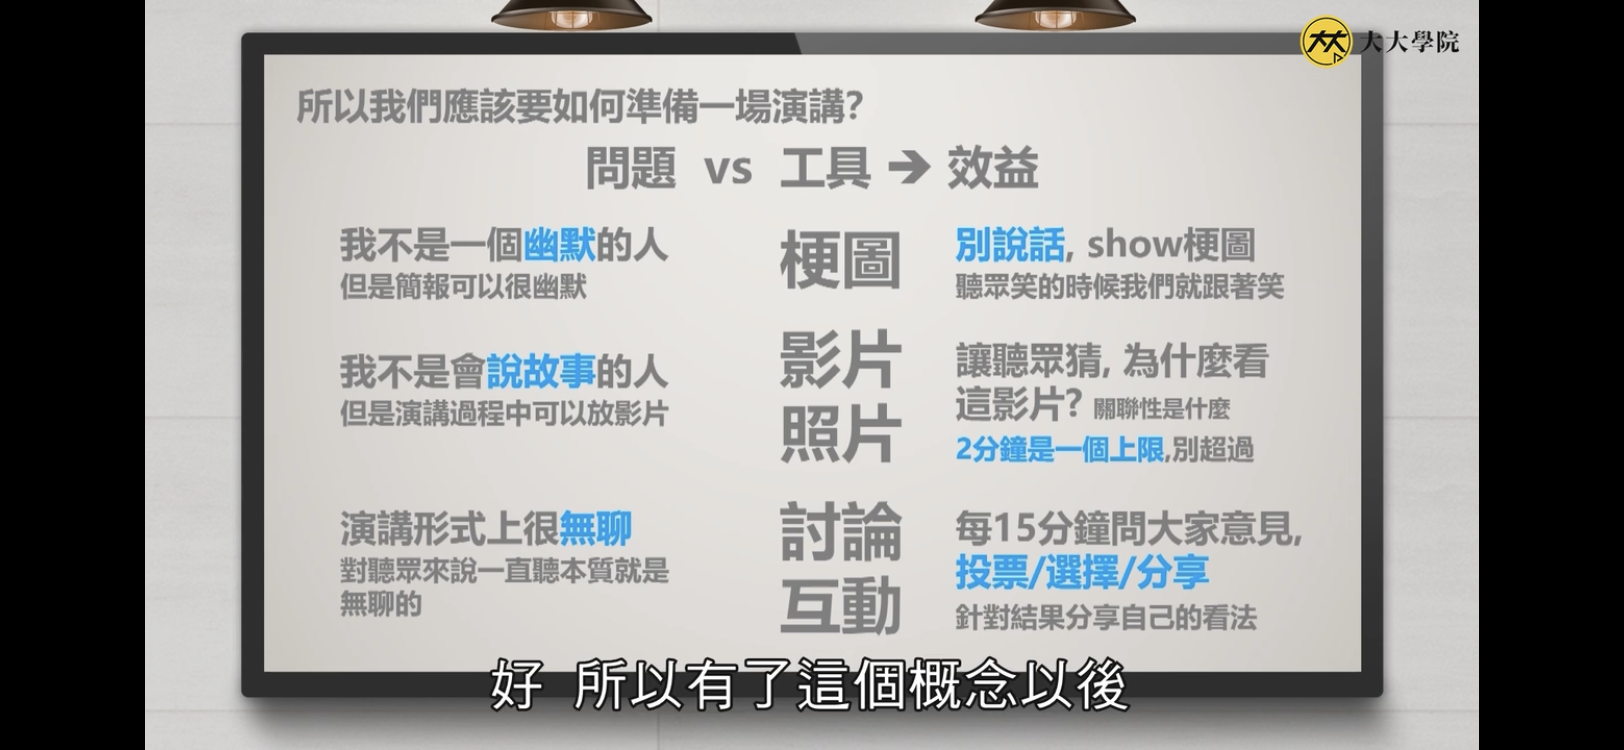 大大學院
所以我們應該要如何準備一場演講?
問題 vs 工具 → 效益
我不是一個幽默的人
但是簡報可以很幽默
梗圖
別說話, show梗圖
聽眾笑的時候我們就跟著笑
我不是會說故事的人
但是演講過程中可以放影片
影片
照片
讓聽眾猜, 為什麼看
這影片? 關聯性是什麼
2分鐘是一個上限,別超過
演講形式上很無聊
對聽眾來說一直聽本質就是
無聊的
討論
互動
每15分鐘問大家意見,
投票/選擇/分享
針對結果分享自己的看法
好 所以有了這個概念以後